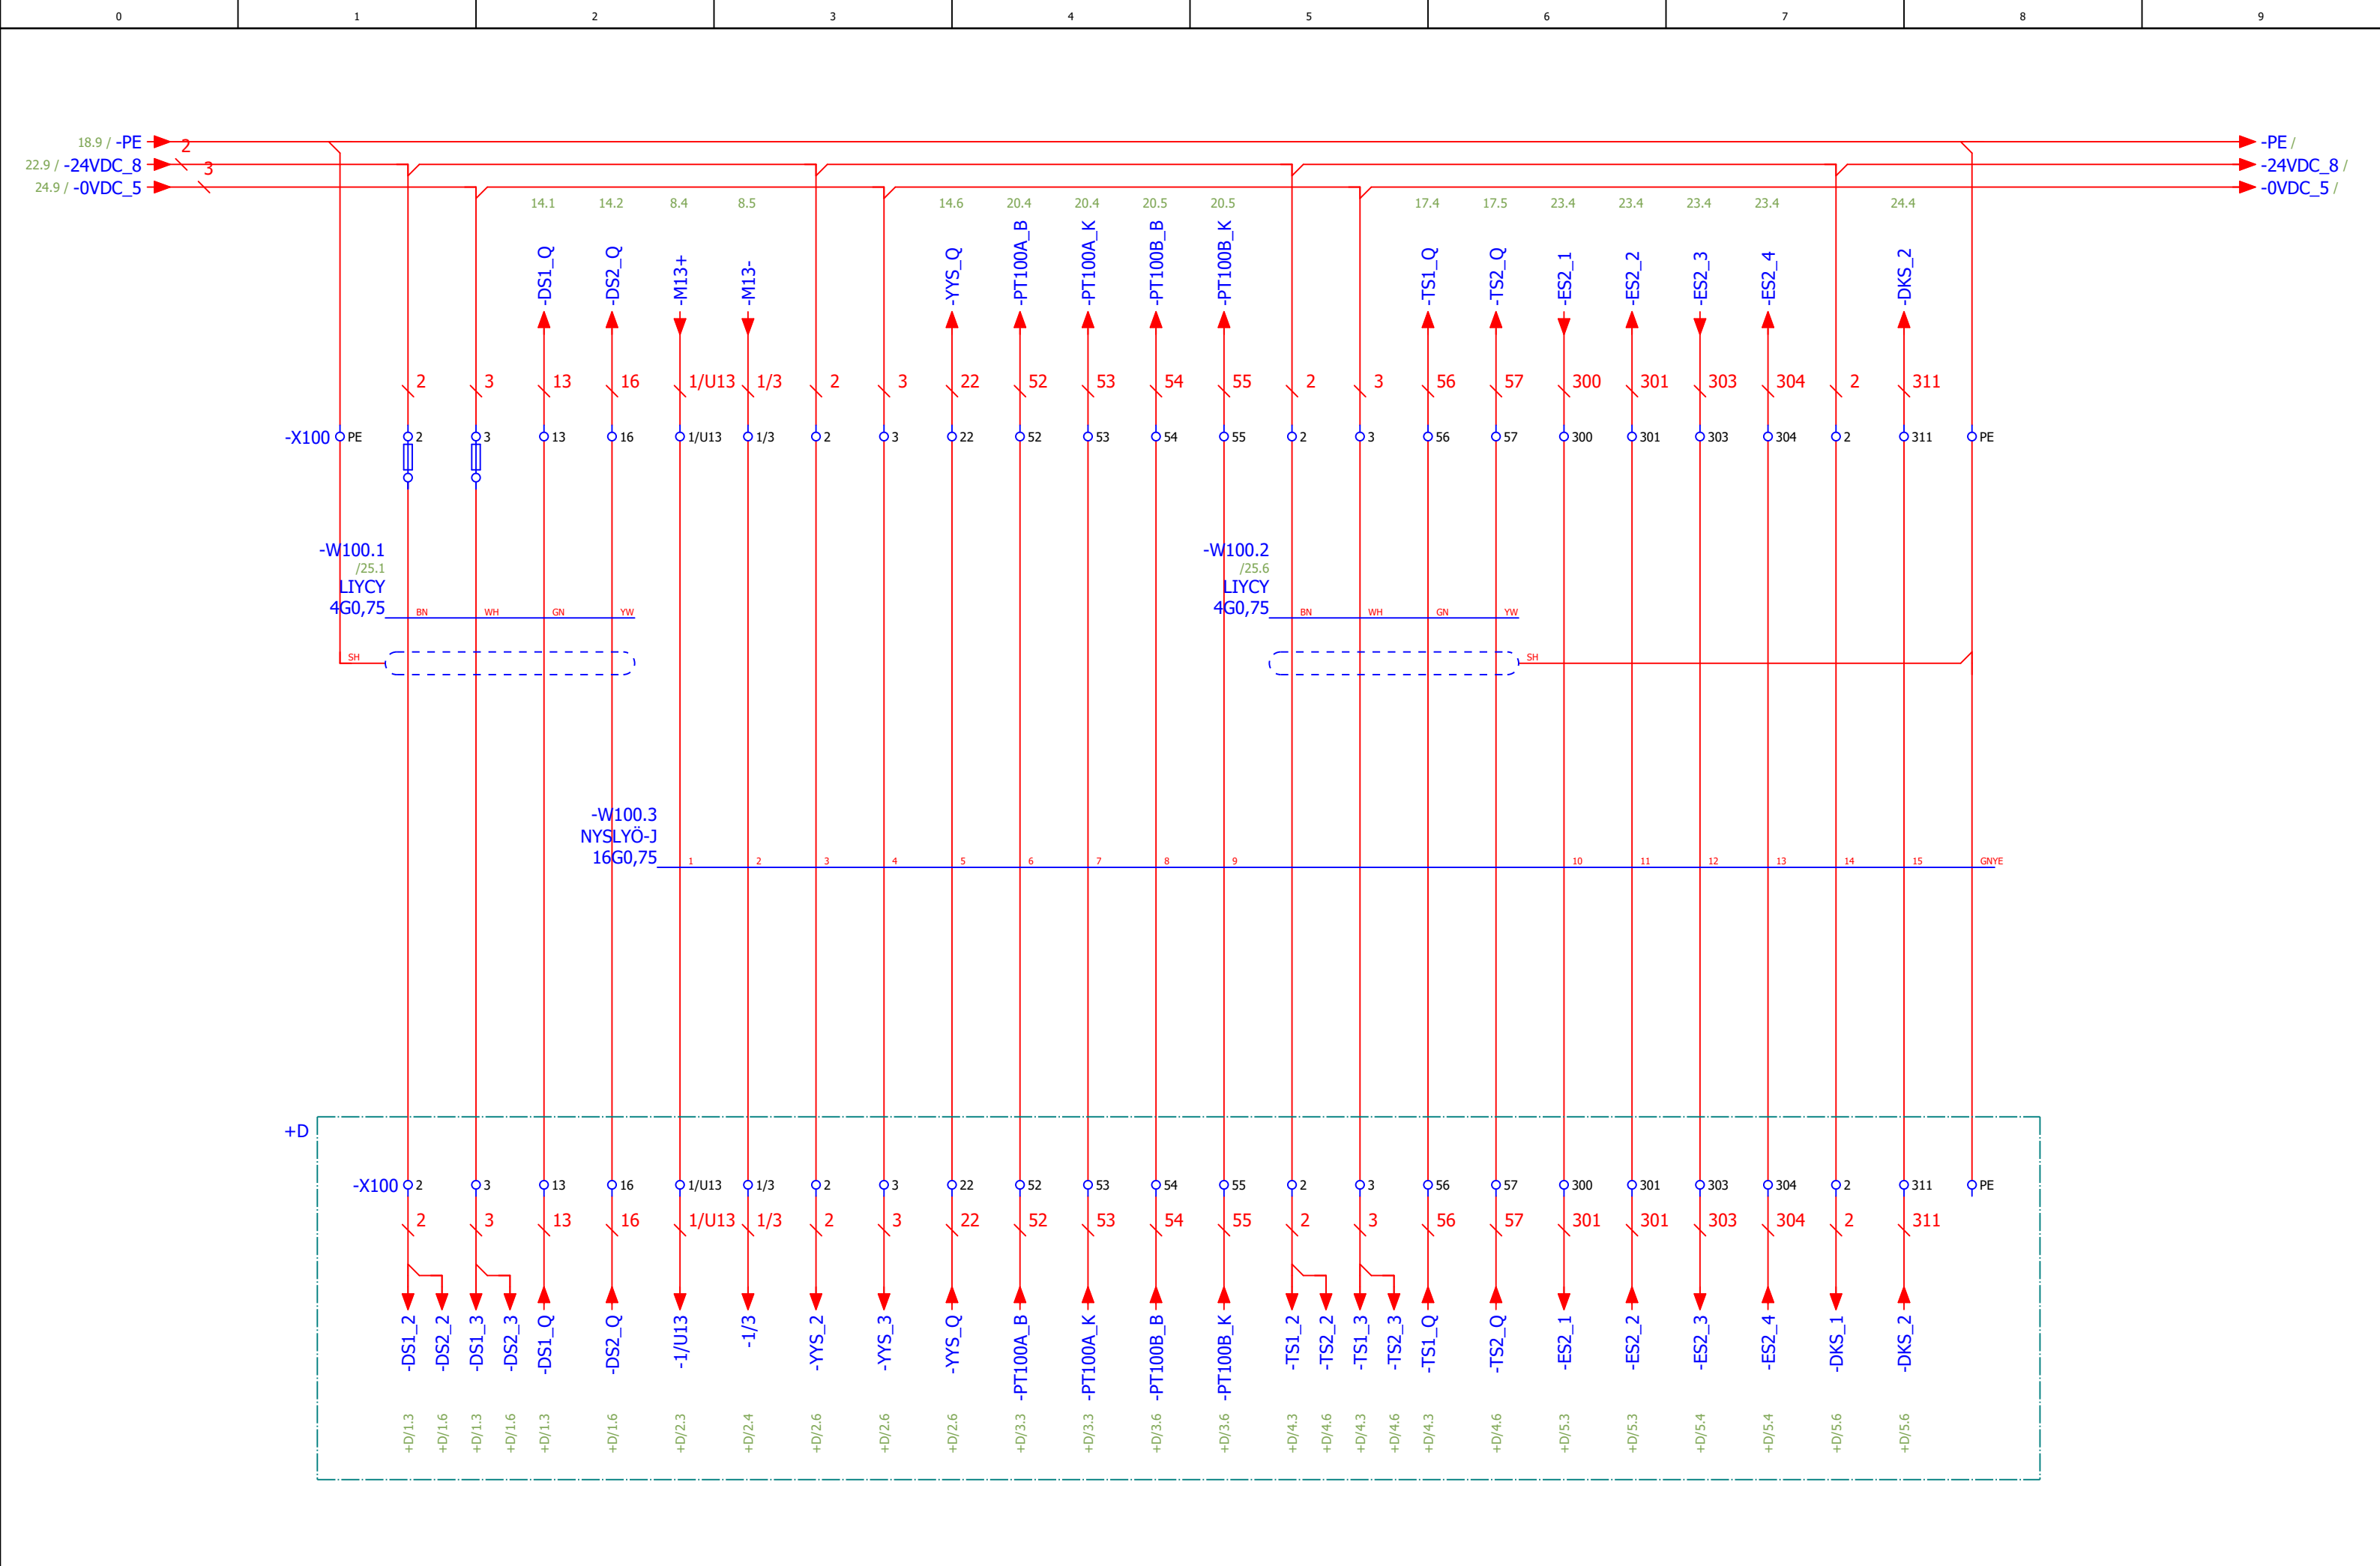 0 1 2 3 4 5 6 7 8 9
18.9 / -PE 2 -PE /
22.9 / -24VDC_8 3 -24VDC_8 /
24.9 / -0VDC_5 -0VDC_5 /
14.1 14.2 8.4 8.5 14.6 20.4 20.4 20.5 20.5 17.4 17.5 23.4 23.4 23.4 23.4 24.4
-DS1_Q -DS2_Q -M13+ -M13- -YYS_Q -PT100A_B -PT100A_K -PT100B_B -PT100B_K -TS1_Q -TS2_Q -ES2_1 -ES2_2 -ES2_3 -ES2_4 -DKS_2
2 3 13 16 1/U13 1/3 2 3 22 52 53 54 55 2 3 56 57 300 301 303 304 2 311
-X100 PE 2 3 13 16 1/U13 1/3 2 3 22 52 53 54 55 2 3 56 57 300 301 303 304 2 311 PE
-W100.1 -W100.2
/25.1 /25.6
LIYCY LIYCY
4G0,75 BN WH GN YW 4G0,75 BN WH GN YW
SH SH
-W100.3
NYSLYÖ-J
16G0,75 1 2 3 4 5 6 7 8 9 10 11 12 13 14 15 GNYE
+D
-X100 2 3 13 16 1/U13 1/3 2 3 22 52 53 54 55 2 3 56 57 300 301 303 304 2 311 PE
2 3 13 16 1/U13 1/3 2 3 22 52 53 54 55 2 3 56 57 301 301 303 304 2 311
-DS1_2 -DS2_2 -DS1_3 -DS2_3 -DS1_Q -DS2_Q -1/U13 -1/3 -YYS_2 -YYS_3 -YYS_Q -PT100A_B -PT100A_K -PT100B_B -PT100B_K -TS1_2 -TS2_2 -TS1_3 -TS2_3 -TS1_Q -TS2_Q -ES2_1 -ES2_2 -ES2_3 -ES2_4 -DKS_1 -DKS_2
+D/1.3 +D/1.6 +D/1.3 +D/1.6 +D/1.3 +D/1.6 +D/2.3 +D/2.4 +D/2.6 +D/2.6 +D/2.6 +D/3.3 +D/3.3 +D/3.6 +D/3.6 +D/4.3 +D/4.6 +D/4.3 +D/4.6 +D/4.3 +D/4.6 +D/5.3 +D/5.3 +D/5.4 +D/5.4 +D/5.6 +D/5.6